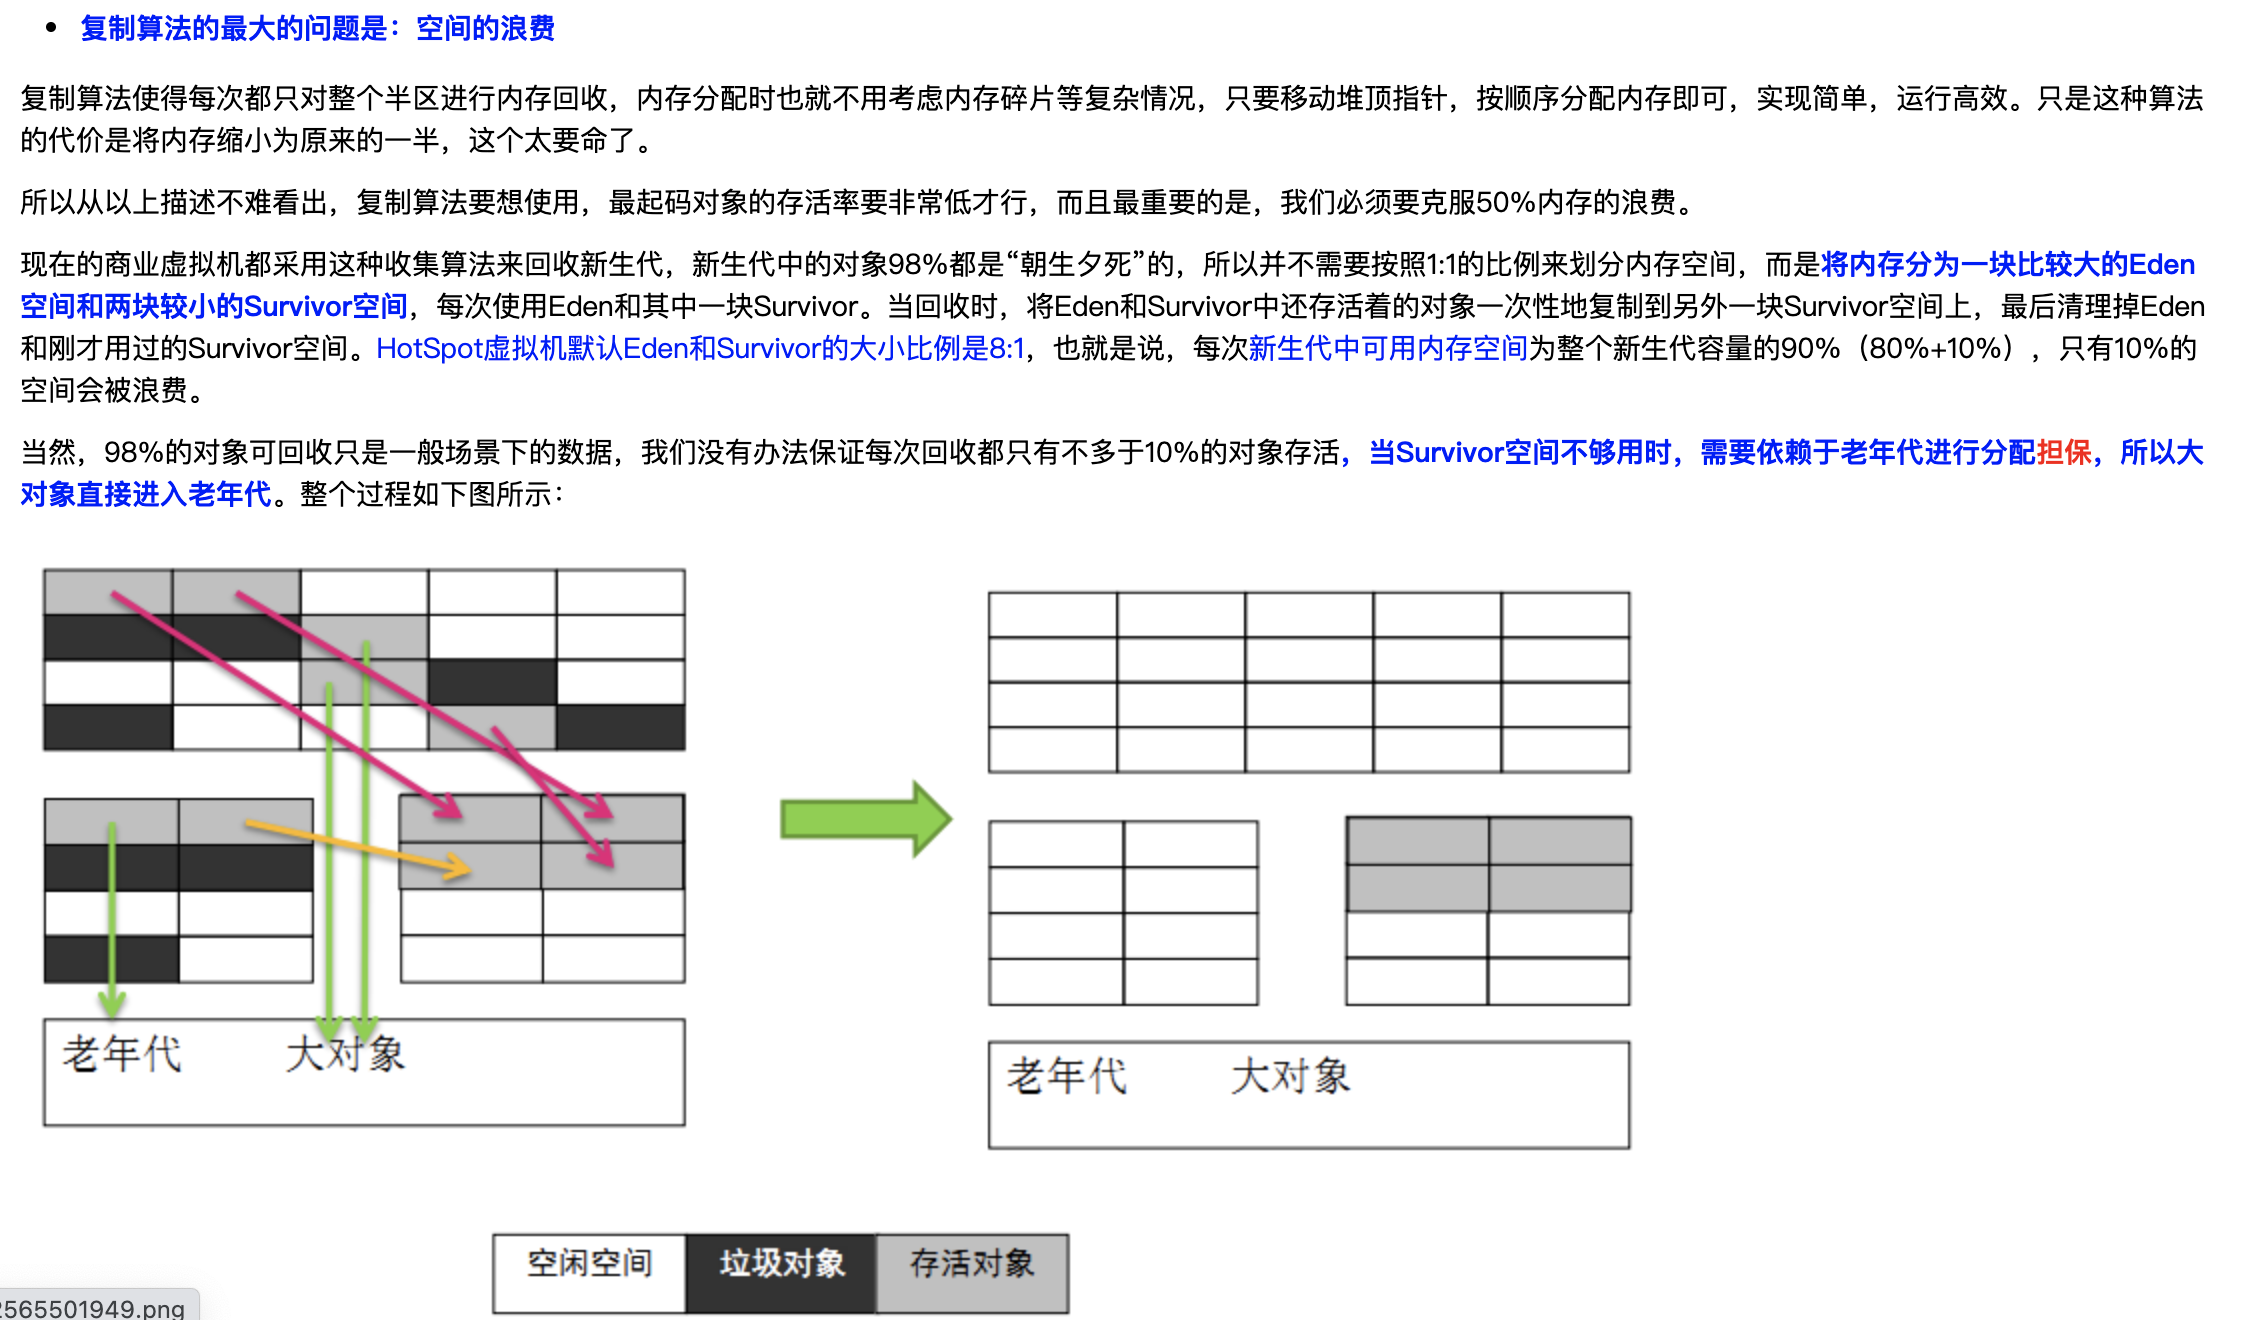 复制算法的最大的问题是：空间的浪费
复制算法使得每次都只对整个半区进行内存回收，内存分配时也就不用考虑内存碎片等复杂情况，只要移动堆顶指针，按顺序分配内存即可，实现简单，运行高效。只是这种算法
的代价是将内存缩小为原来的一半，这个太要命了。
所以从以上描述不难看出，复制算法要想使用，最起码对象的存活率要非常低才行，而且最重要的是，我们必须要克服50%内存的浪费。
现在的商业虚拟机都采用这种收集算法来回收新生代，新生代中的对象98%都是“朝生夕死”的，所以并不需要按照1:1的比例来划分内存空间，而是将内存分为一块比较大的Eden
空间和两块较小的Survivor空间，每次使用Eden和其中一块Survivor。当回收时，将Eden和Survivor中还存活着的对象一次性地复制到另外一块Survivor空间上，最后清理掉Eden
和刚才用过的Survivor空间。HotSpot虚拟机默认Eden和Survivor的大小比例是8:1，也就是说，每次新生代中可用内存空间为整个新生代容量的90%（80%+10%），只有10%的
空间会被浪费。
当然，98%的对象可回收只是一般场景下的数据，我们没有办法保证每次回收都只有不多于10%的对象存活，当Survivor空间不够用时，需要依赖于老年代进行分配担保，所以大
对象直接进入老年代。整个过程如下图所示：
老年代 大对象
老年代 大对象
空闲空间 垃圾对象 存活对象
2565501949.png